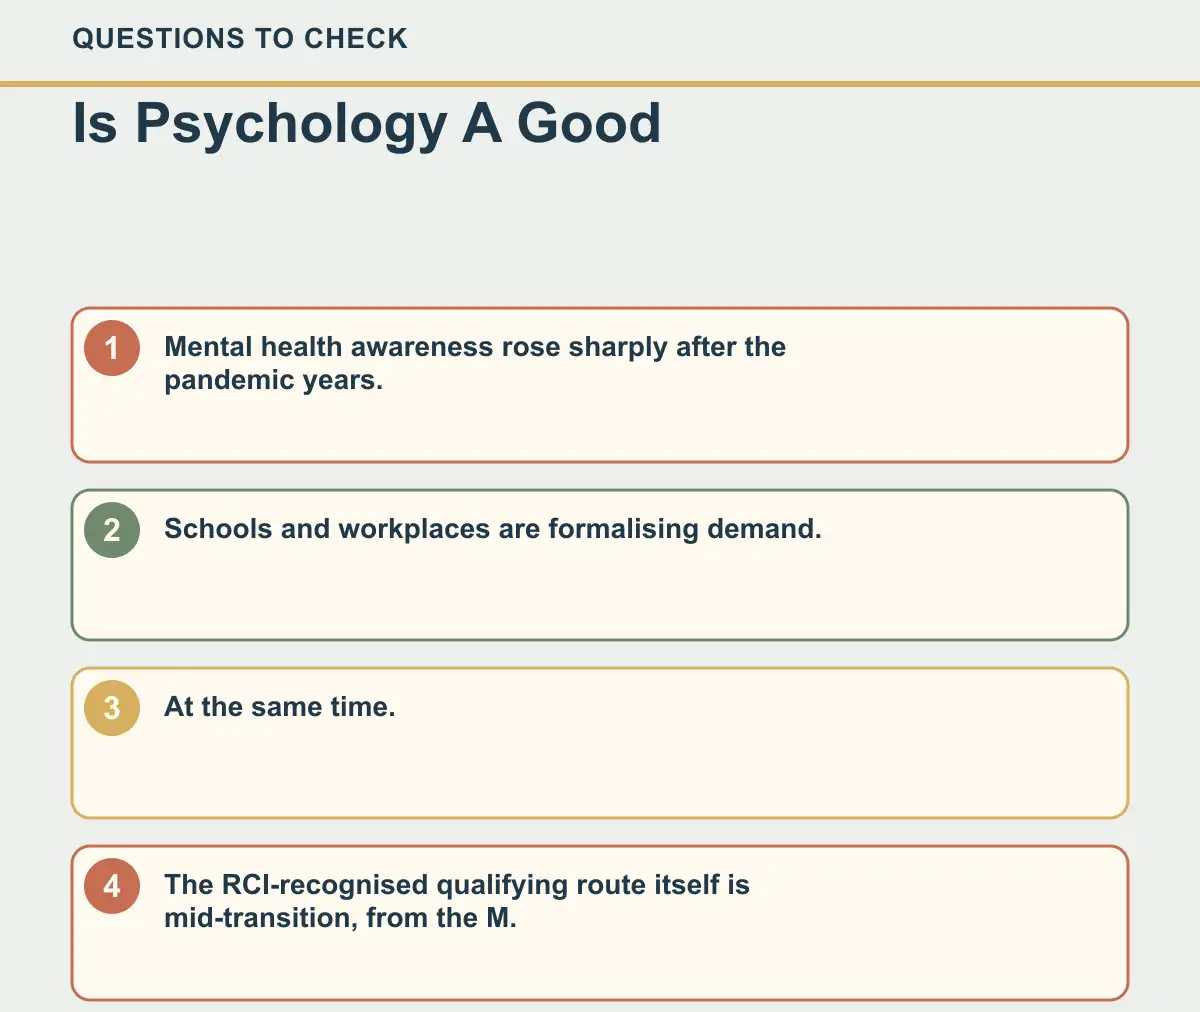 QUESTIONS TO CHECK
Is Psychology A Good
1
Mental health awareness rose sharply after the
pandemic years.
2
Schools and workplaces are formalising demand.
3
At the same time.
4
The RCI-recognised qualifying route itself is
mid-transition, from the M.